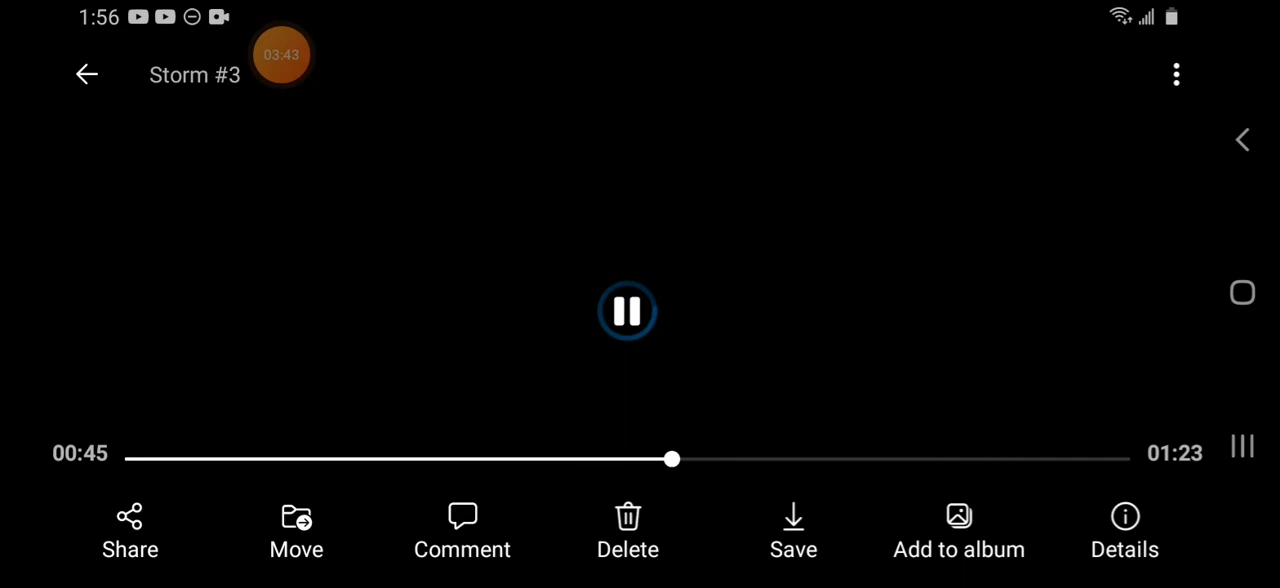 1:56
03:43
Storm #3
00:45
01:23
Share
Move
Comment
Delete
Save
Add to album
Details